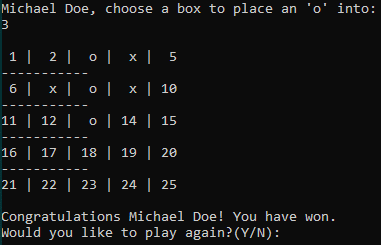 Michael Doe, choose a box to place an 'o' into:
3
1 | 2 | o | x | 5
-----------
6 | x | o | x | 10
-----------
11 | 12 | o | 14 | 15
-----------
16 | 17 | 18 | 19 | 20
-----------
21 | 22 | 23 | 24 | 25
Congratulations Michael Doe! You have won.
Would you like to play again?(Y/N):